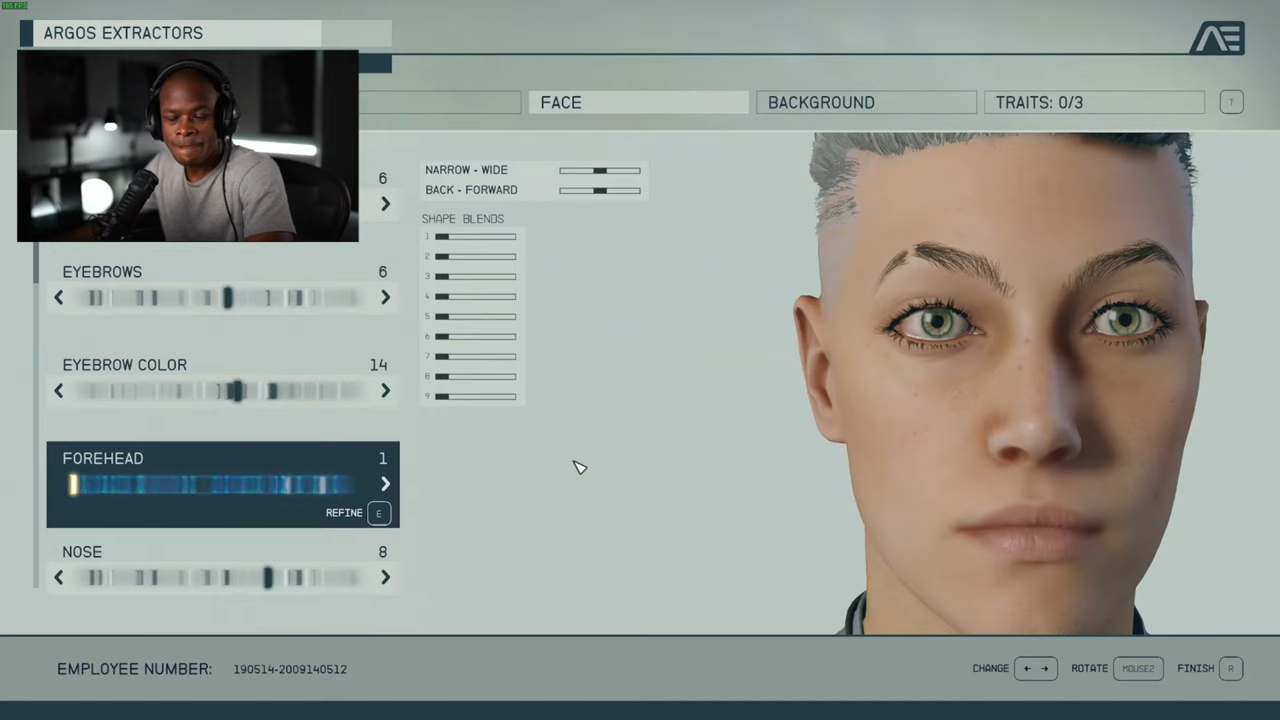 ARGOS EXTRACTORS
AE
FACE
BACKGROUND
TRAITS: 0/3
T
6
NARROW - WIDE
BACK - FORWARD
SHAPE BLENDS
1
2
3
4
5
6
7
8
9
EYEBROWS 6
EYEBROW COLOR 14
FOREHEAD 1
REFINE E
NOSE 8
EMPLOYEE NUMBER: 190514-2009140512
CHANGE ← → ROTATE MOUSE2 FINISH R